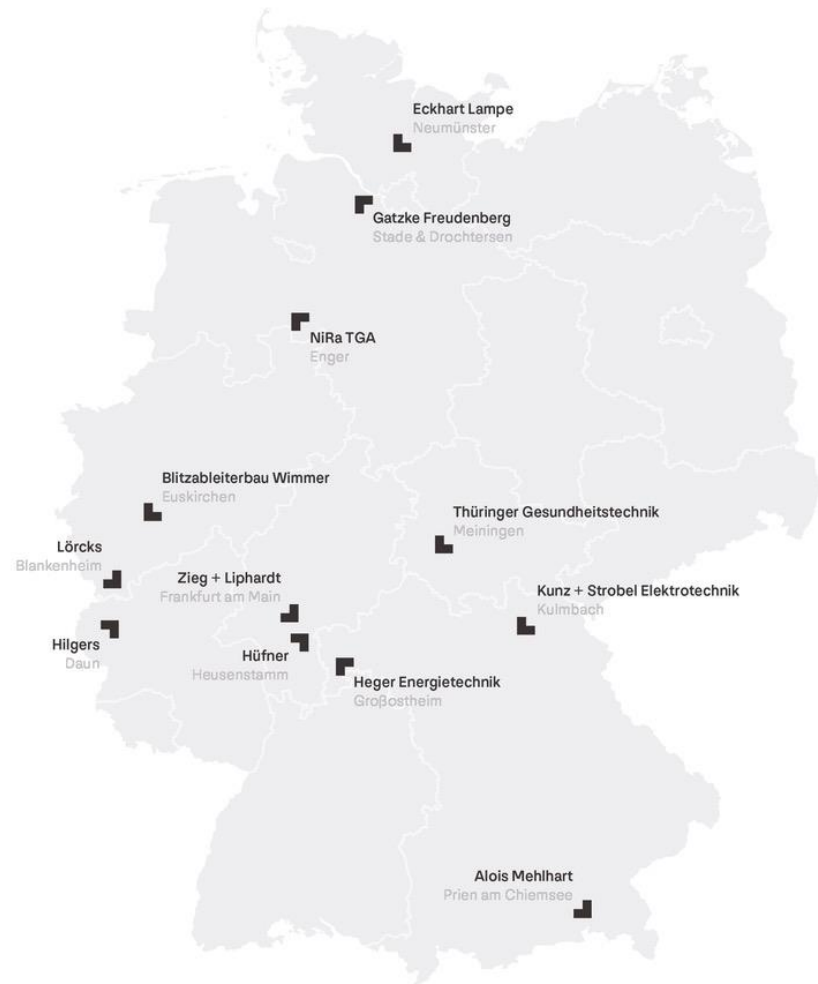 Eckhart Lampe
Neumünster
Gatzke Freudenberg
Stade & Drochtersen
NiRa TGA
Enger
Blitzableiterbau Wimmer
Euskirchen
Thüringer Gesundheitstechnik
Meiningen
Lörcks
Blankenheim
Zieg + Liphardt
Frankfurt am Main
Kunz + Strobel Elektrotechnik
Kulmbach
Hilgers
Daun
Hüfner
Heusenstamm
Heger Energietechnik
Großostheim
Alois Mehlhart
Prien am Chiemsee